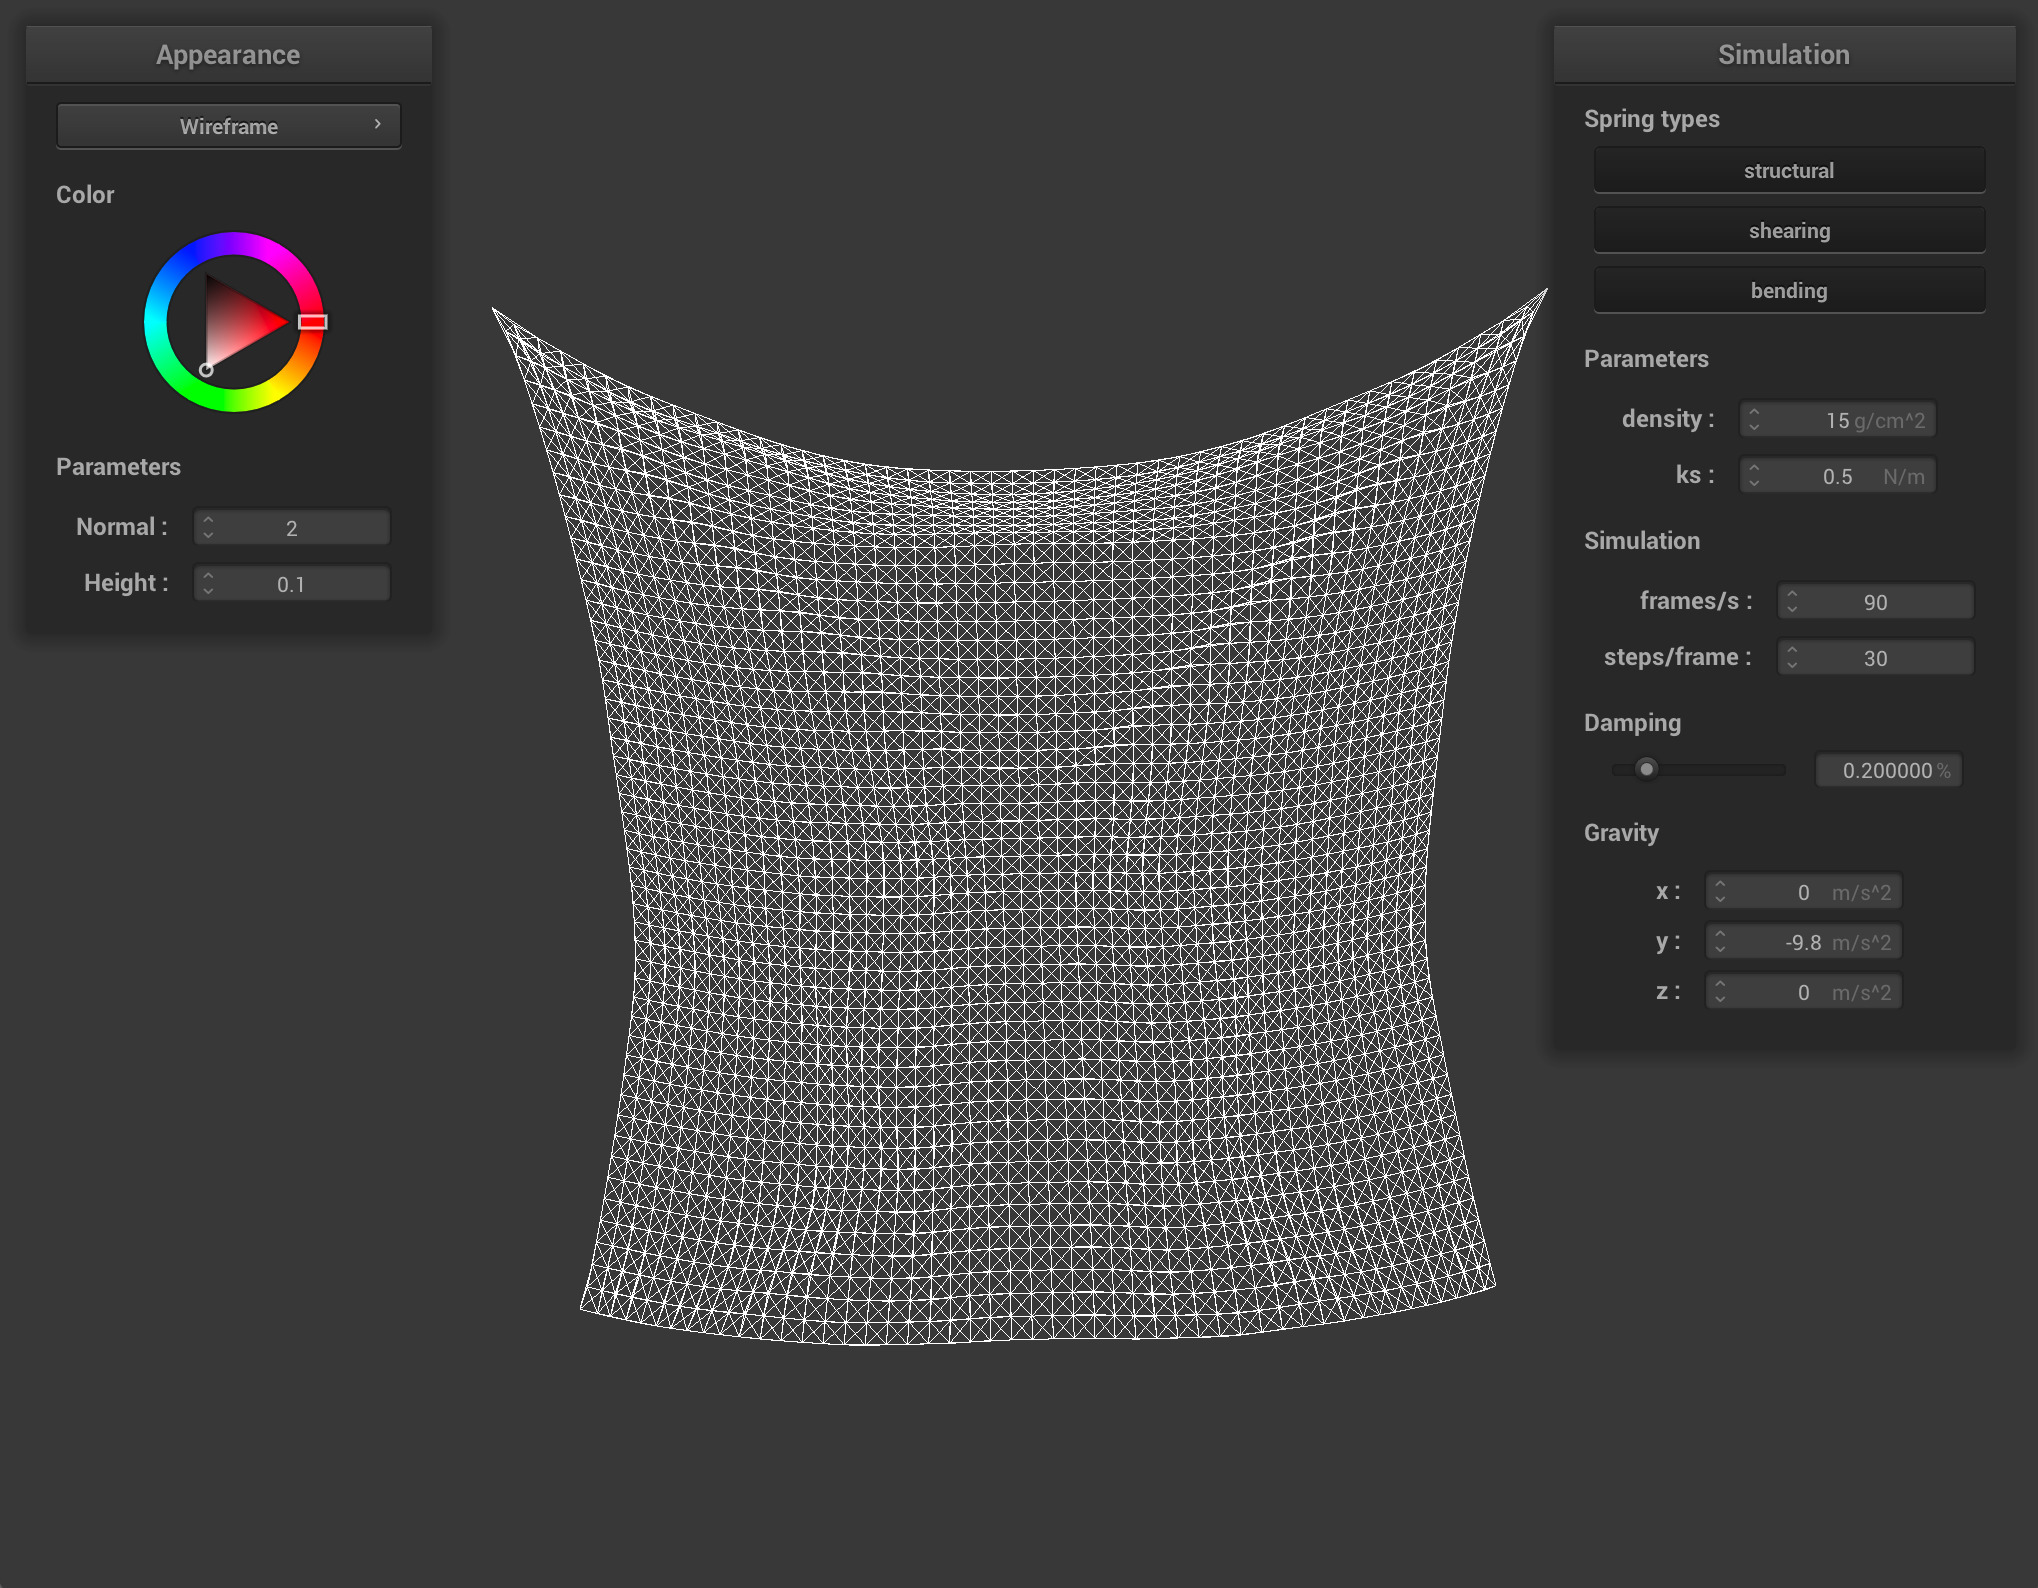 Appearance
Wireframe
Color
Parameters
Normal : 2
Height : 0.1
Simulation
Spring types
structural
shearing
bending
Parameters
density : 15 g/cm^2
ks : 0.5 N/m
Simulation
frames/s : 90
steps/frame : 30
Damping
0.200000 %
Gravity
x : 0 m/s^2
y : -9.8 m/s^2
z : 0 m/s^2